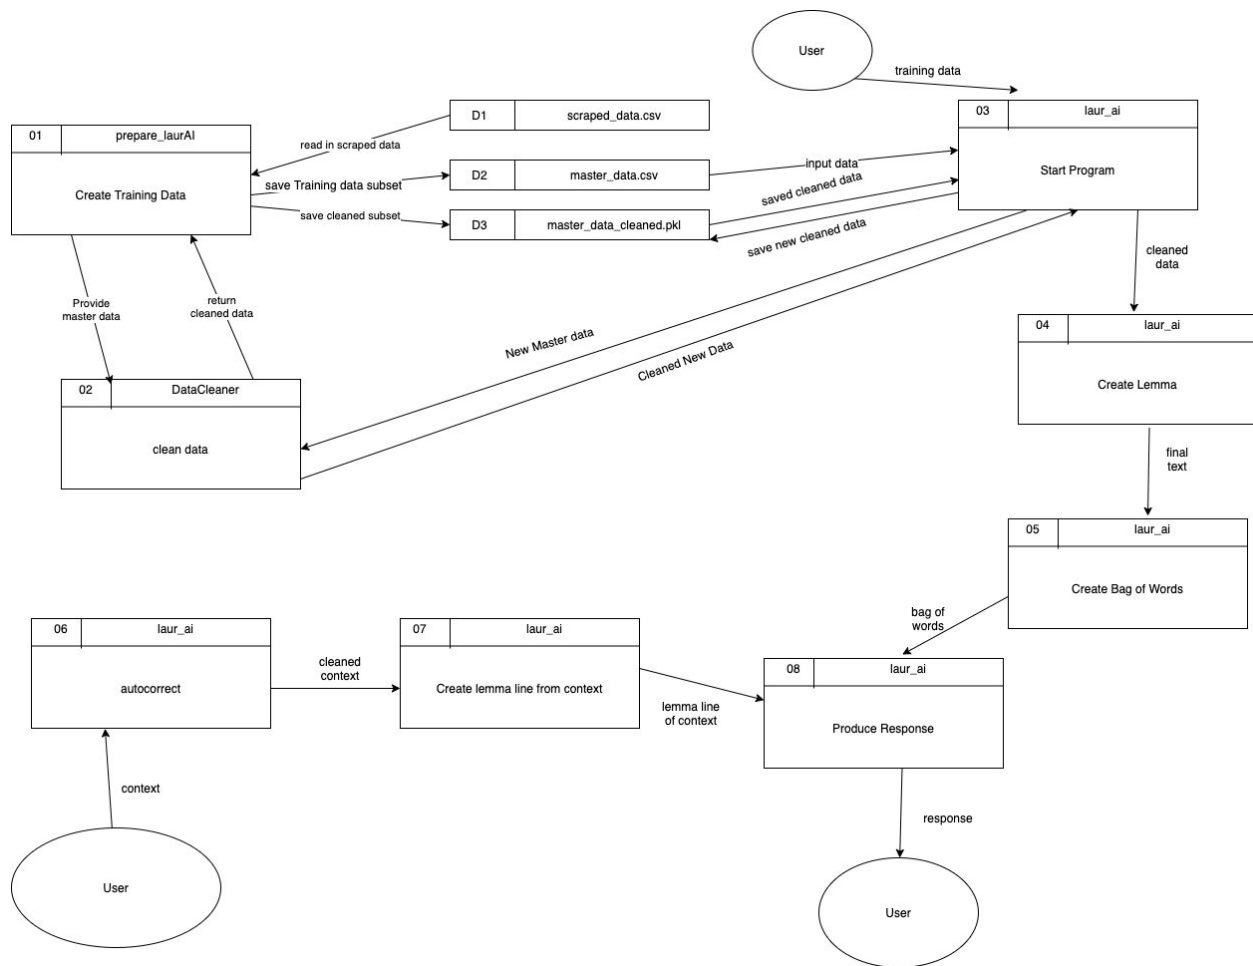 User
training data
D1 scraped_data.csv
03 laur_ai
01 prepare_laurAI
read in scraped data
input data
Start Program
Create Training Data
save Training data subset
D2 master_data.csv
saved cleaned data
save cleaned subset
D3 master_data_cleaned.pkl
save new cleaned data
cleaned
data
Provide
master data
return
cleaned data
04 laur_ai
New Master data
Cleaned New Data
Create Lemma
02 DataCleaner
clean data
final
text
05 laur_ai
Create Bag of Words
bag of
words
06 laur_ai
07 laur_ai
cleaned
context
08 laur_ai
autocorrect
Create lemma line from context
lemma line
of context
Produce Response
context
response
User
User